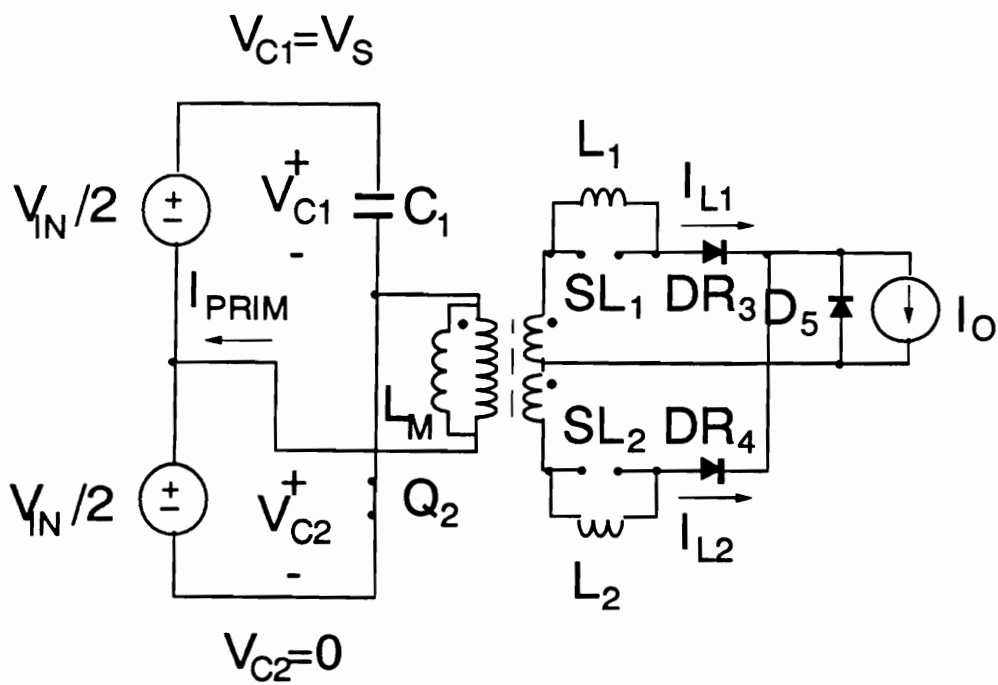 V_C1=V_S
V_IN/2
+
−
+
V_C1
-
C_1
L_1
I_L1
I_PRIM
SL_1
DR_3
D_5
I_O
L_M
SL_2
DR_4
V_IN/2
+
−
+
V_C2
-
Q_2
I_L2
L_2
V_C2=0